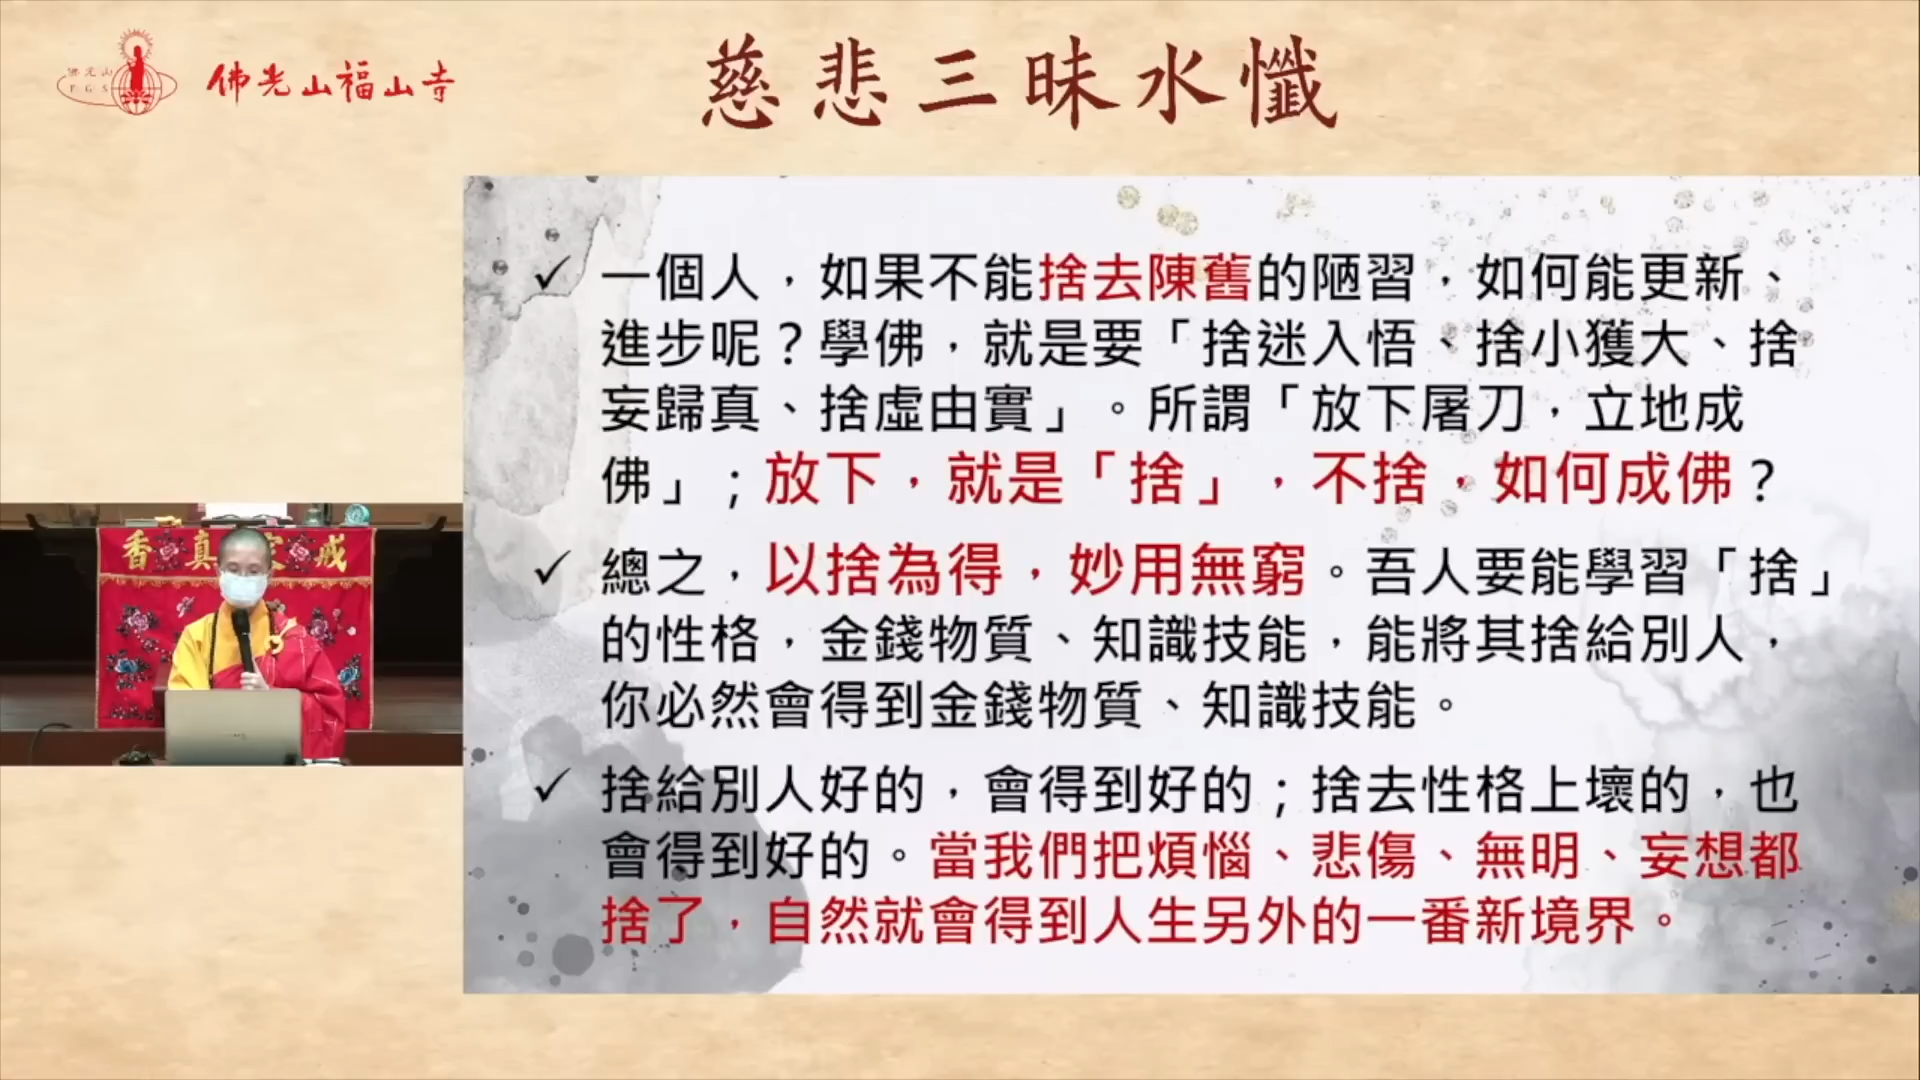 佛光山
F G S
佛光山福山寺
慈悲三昧水懺
✓ 一個人，如果不能捨去陳舊的陋習，如何能更新、
進步呢？學佛，就是要「捨迷入悟、捨小獲大、捨
妄歸真、捨虛由實」。所謂「放下屠刀，立地成
佛」；放下，就是「捨」，不捨，如何成佛？
✓ 總之，以捨為得，妙用無窮。吾人要能學習「捨」
的性格，金錢物質、知識技能，能將其捨給別人，
你必然會得到金錢物質、知識技能。
✓ 捨給別人好的，會得到好的；捨去性格上壞的，也
會得到好的。當我們把煩惱、悲傷、無明、妄想都
捨了，自然就會得到人生另外的一番新境界。
香真戒